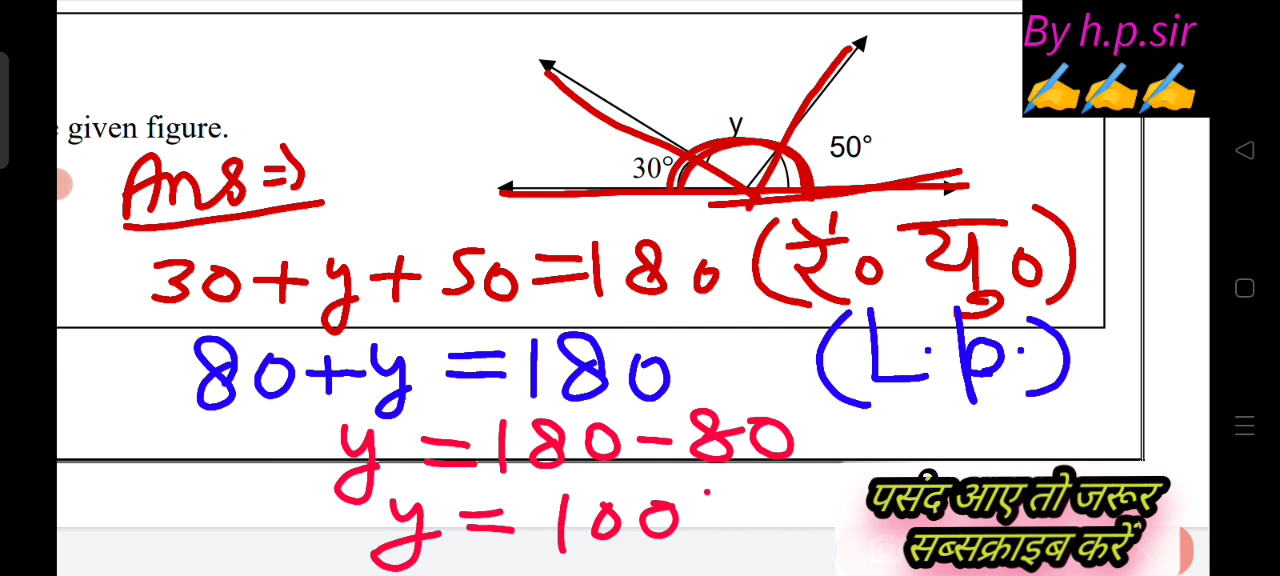 By h.p.sir
✍✍✍
y
50°
given figure.
30°
Ans ⇒
30+y+50=180 (रै० यु०)
80+y=180 (L.p.)
y=180-80
y=100°
पसंद आए तो जरूर
सब्सक्राइब करें